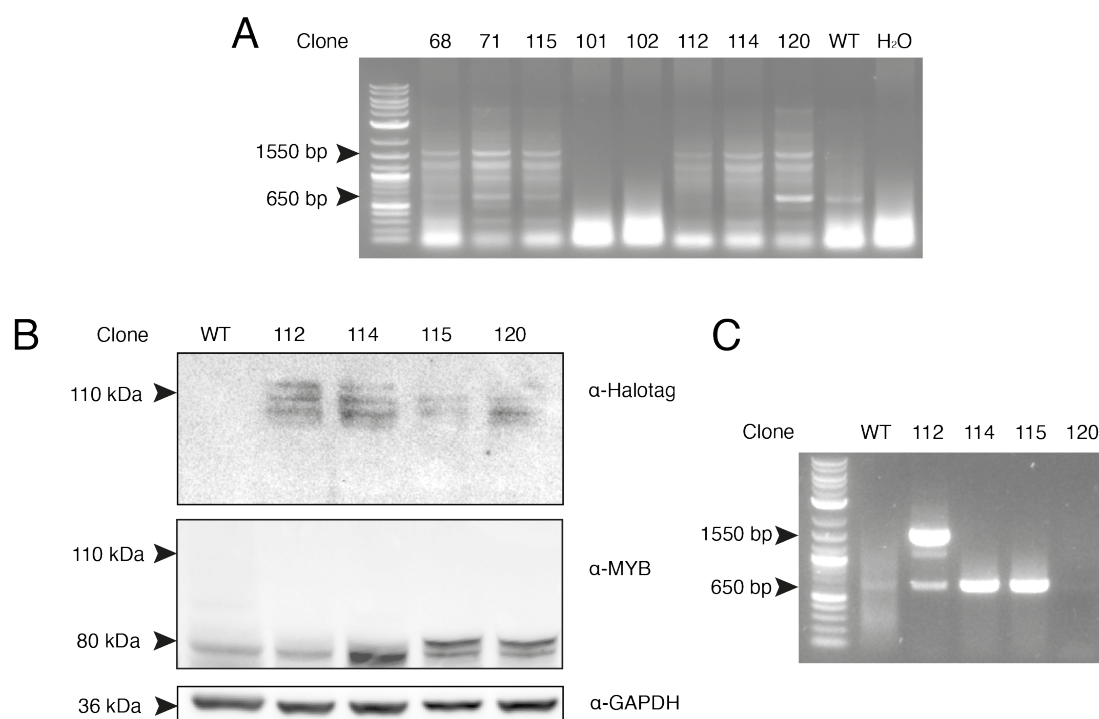 A
Clone 68 71 115 101 102 112 114 120 WT H₂O
1550 bp
650 bp
B
Clone WT 112 114 115 120
110 kDa
α-Halotag
110 kDa
α-MYB
80 kDa
36 kDa
α-GAPDH
C
Clone WT 112 114 115 120
1550 bp
650 bp